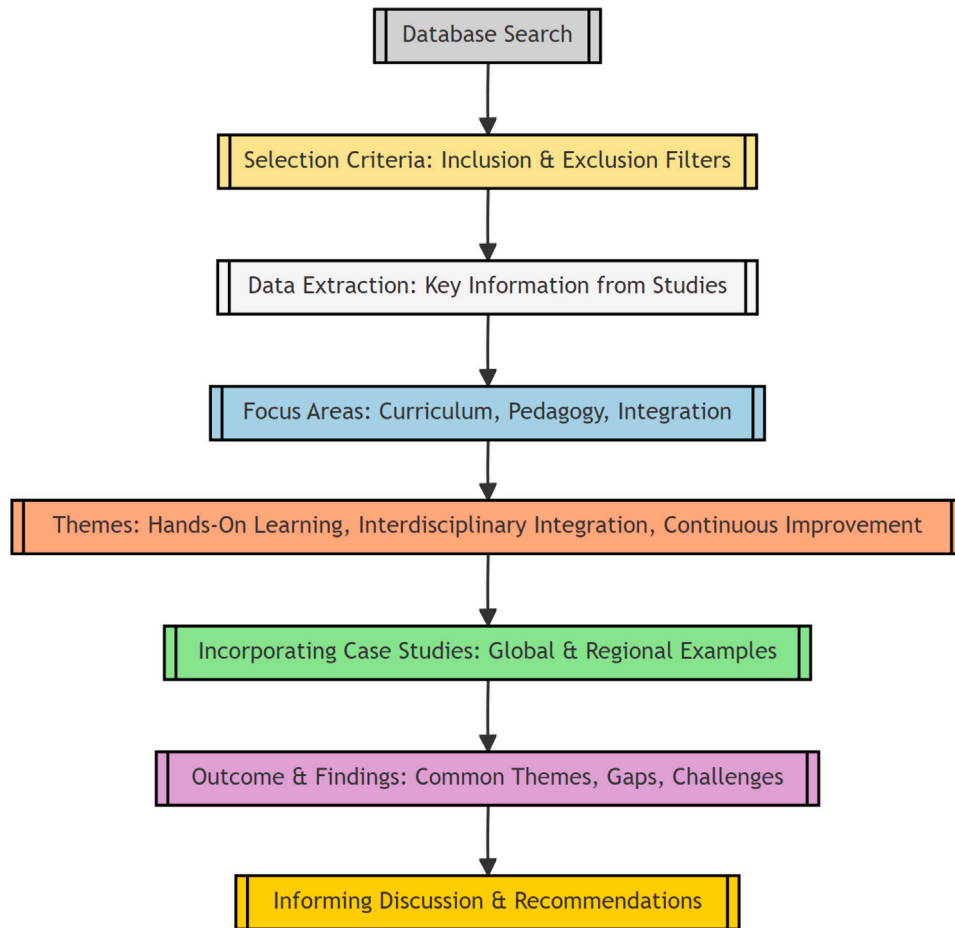 Database Search
Selection Criteria: Inclusion & Exclusion Filters
Data Extraction: Key Information from Studies
Focus Areas: Curriculum, Pedagogy, Integration
Themes: Hands-On Learning, Interdisciplinary Integration, Continuous Improvement
Incorporating Case Studies: Global & Regional Examples
Outcome & Findings: Common Themes, Gaps, Challenges
Informing Discussion & Recommendations